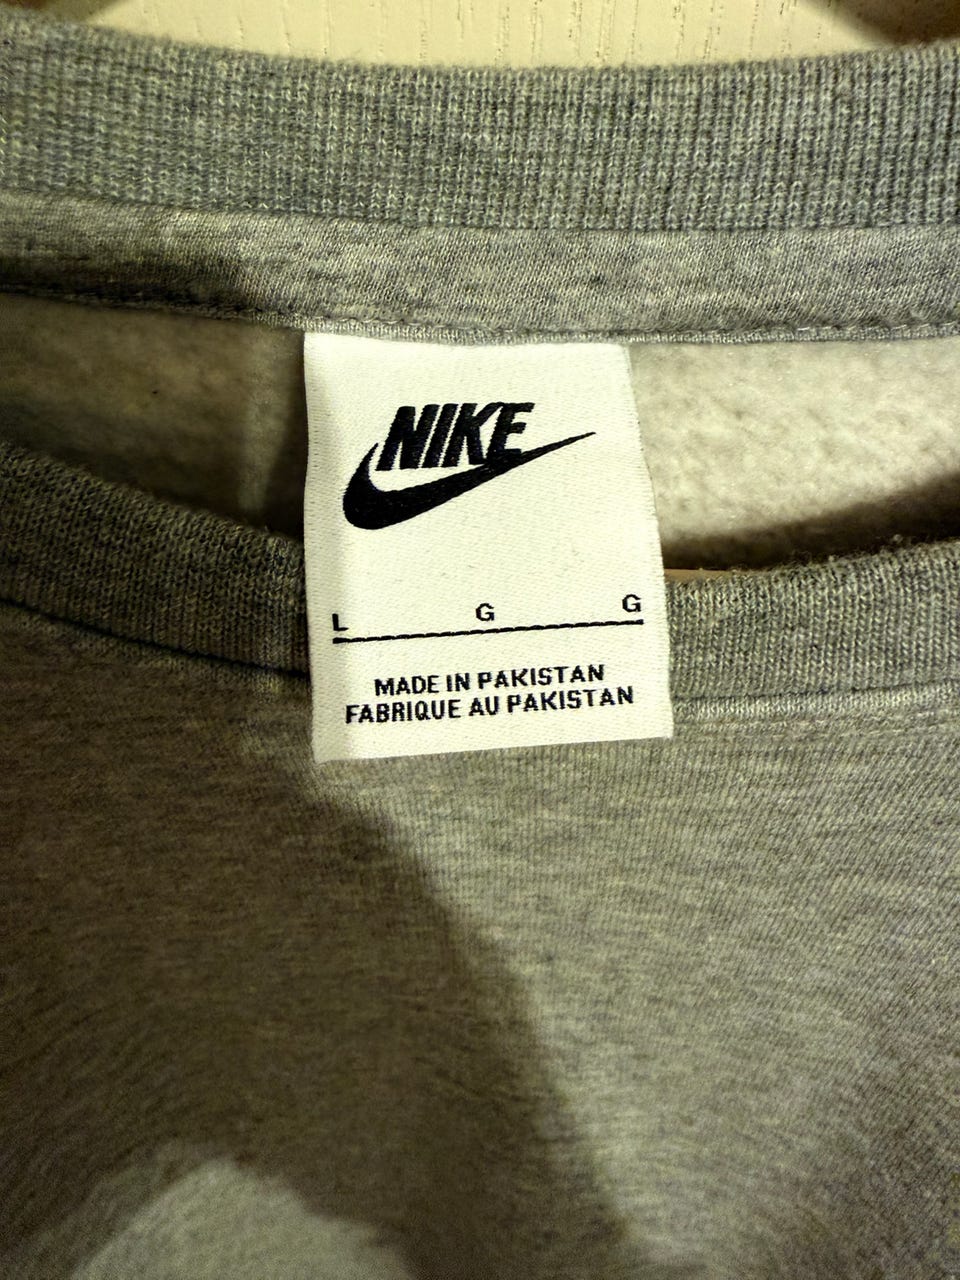 NIKE
L G G
MADE IN PAKISTAN
FABRIQUE AU PAKISTAN